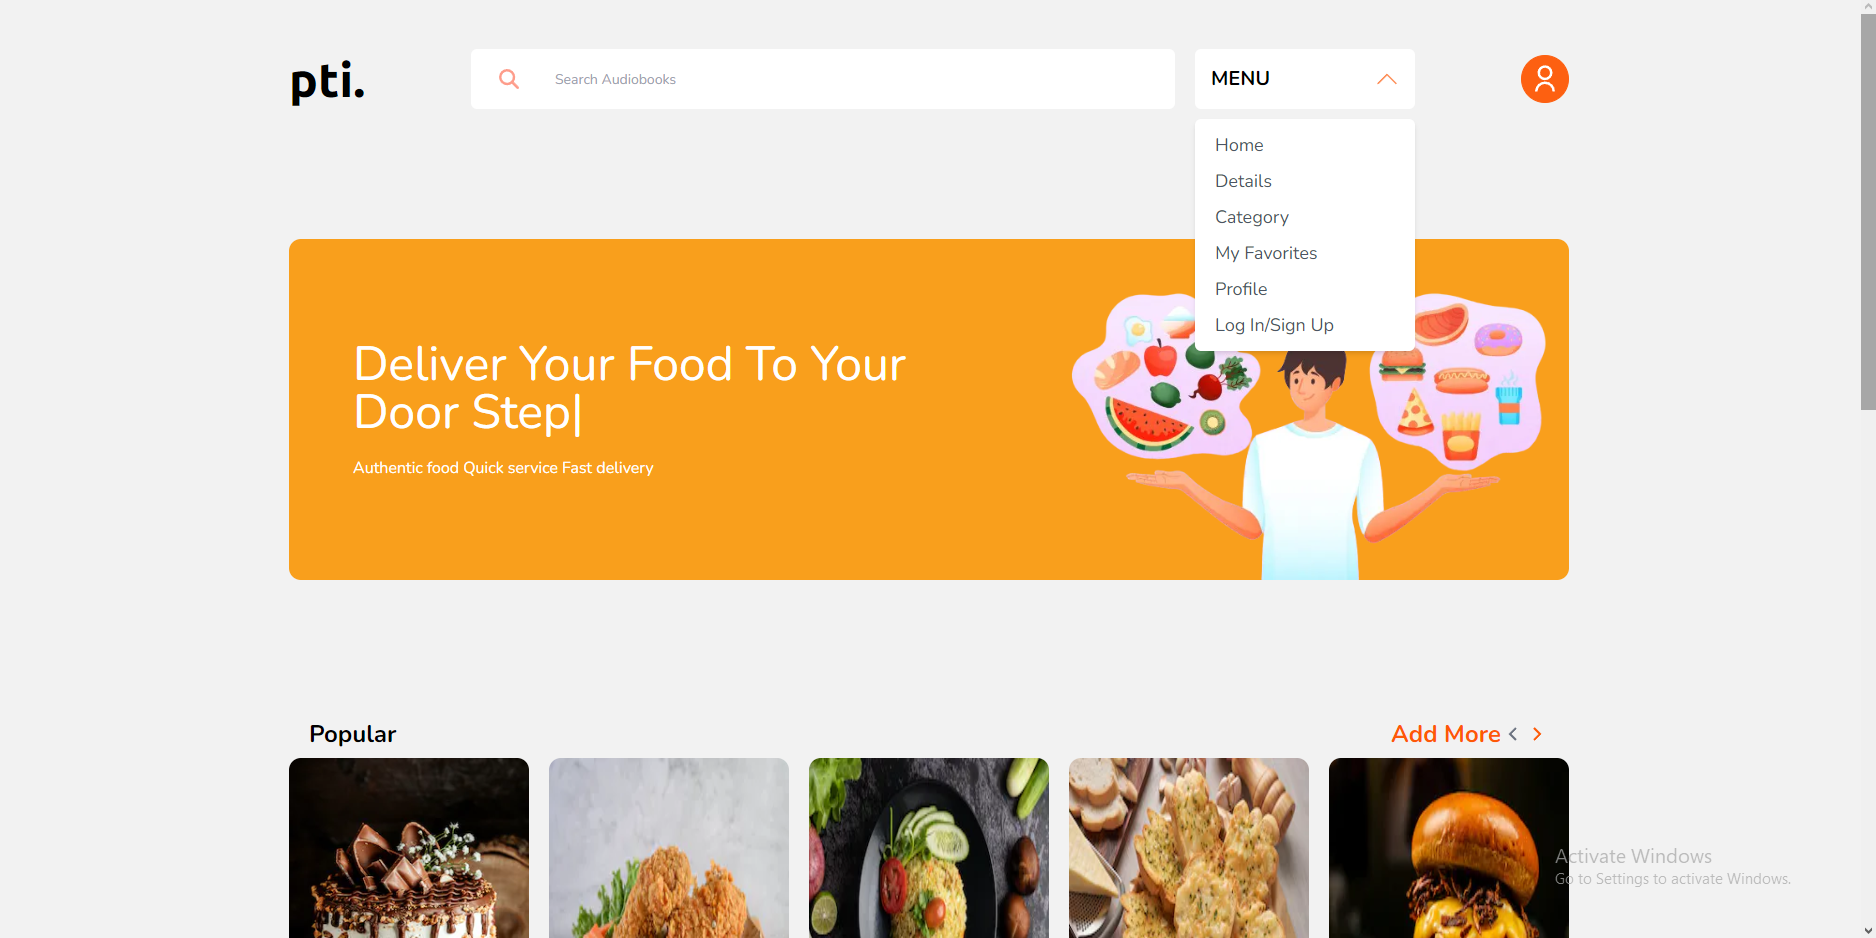 pti.
Search Audiobooks
MENU
Home
Details
Category
My Favorites
Profile
Log In/Sign Up
Deliver Your Food To Your
Door Step|
Authentic food Quick service Fast delivery
Popular
Add More
Activate Windows
Go to Settings to activate Windows.